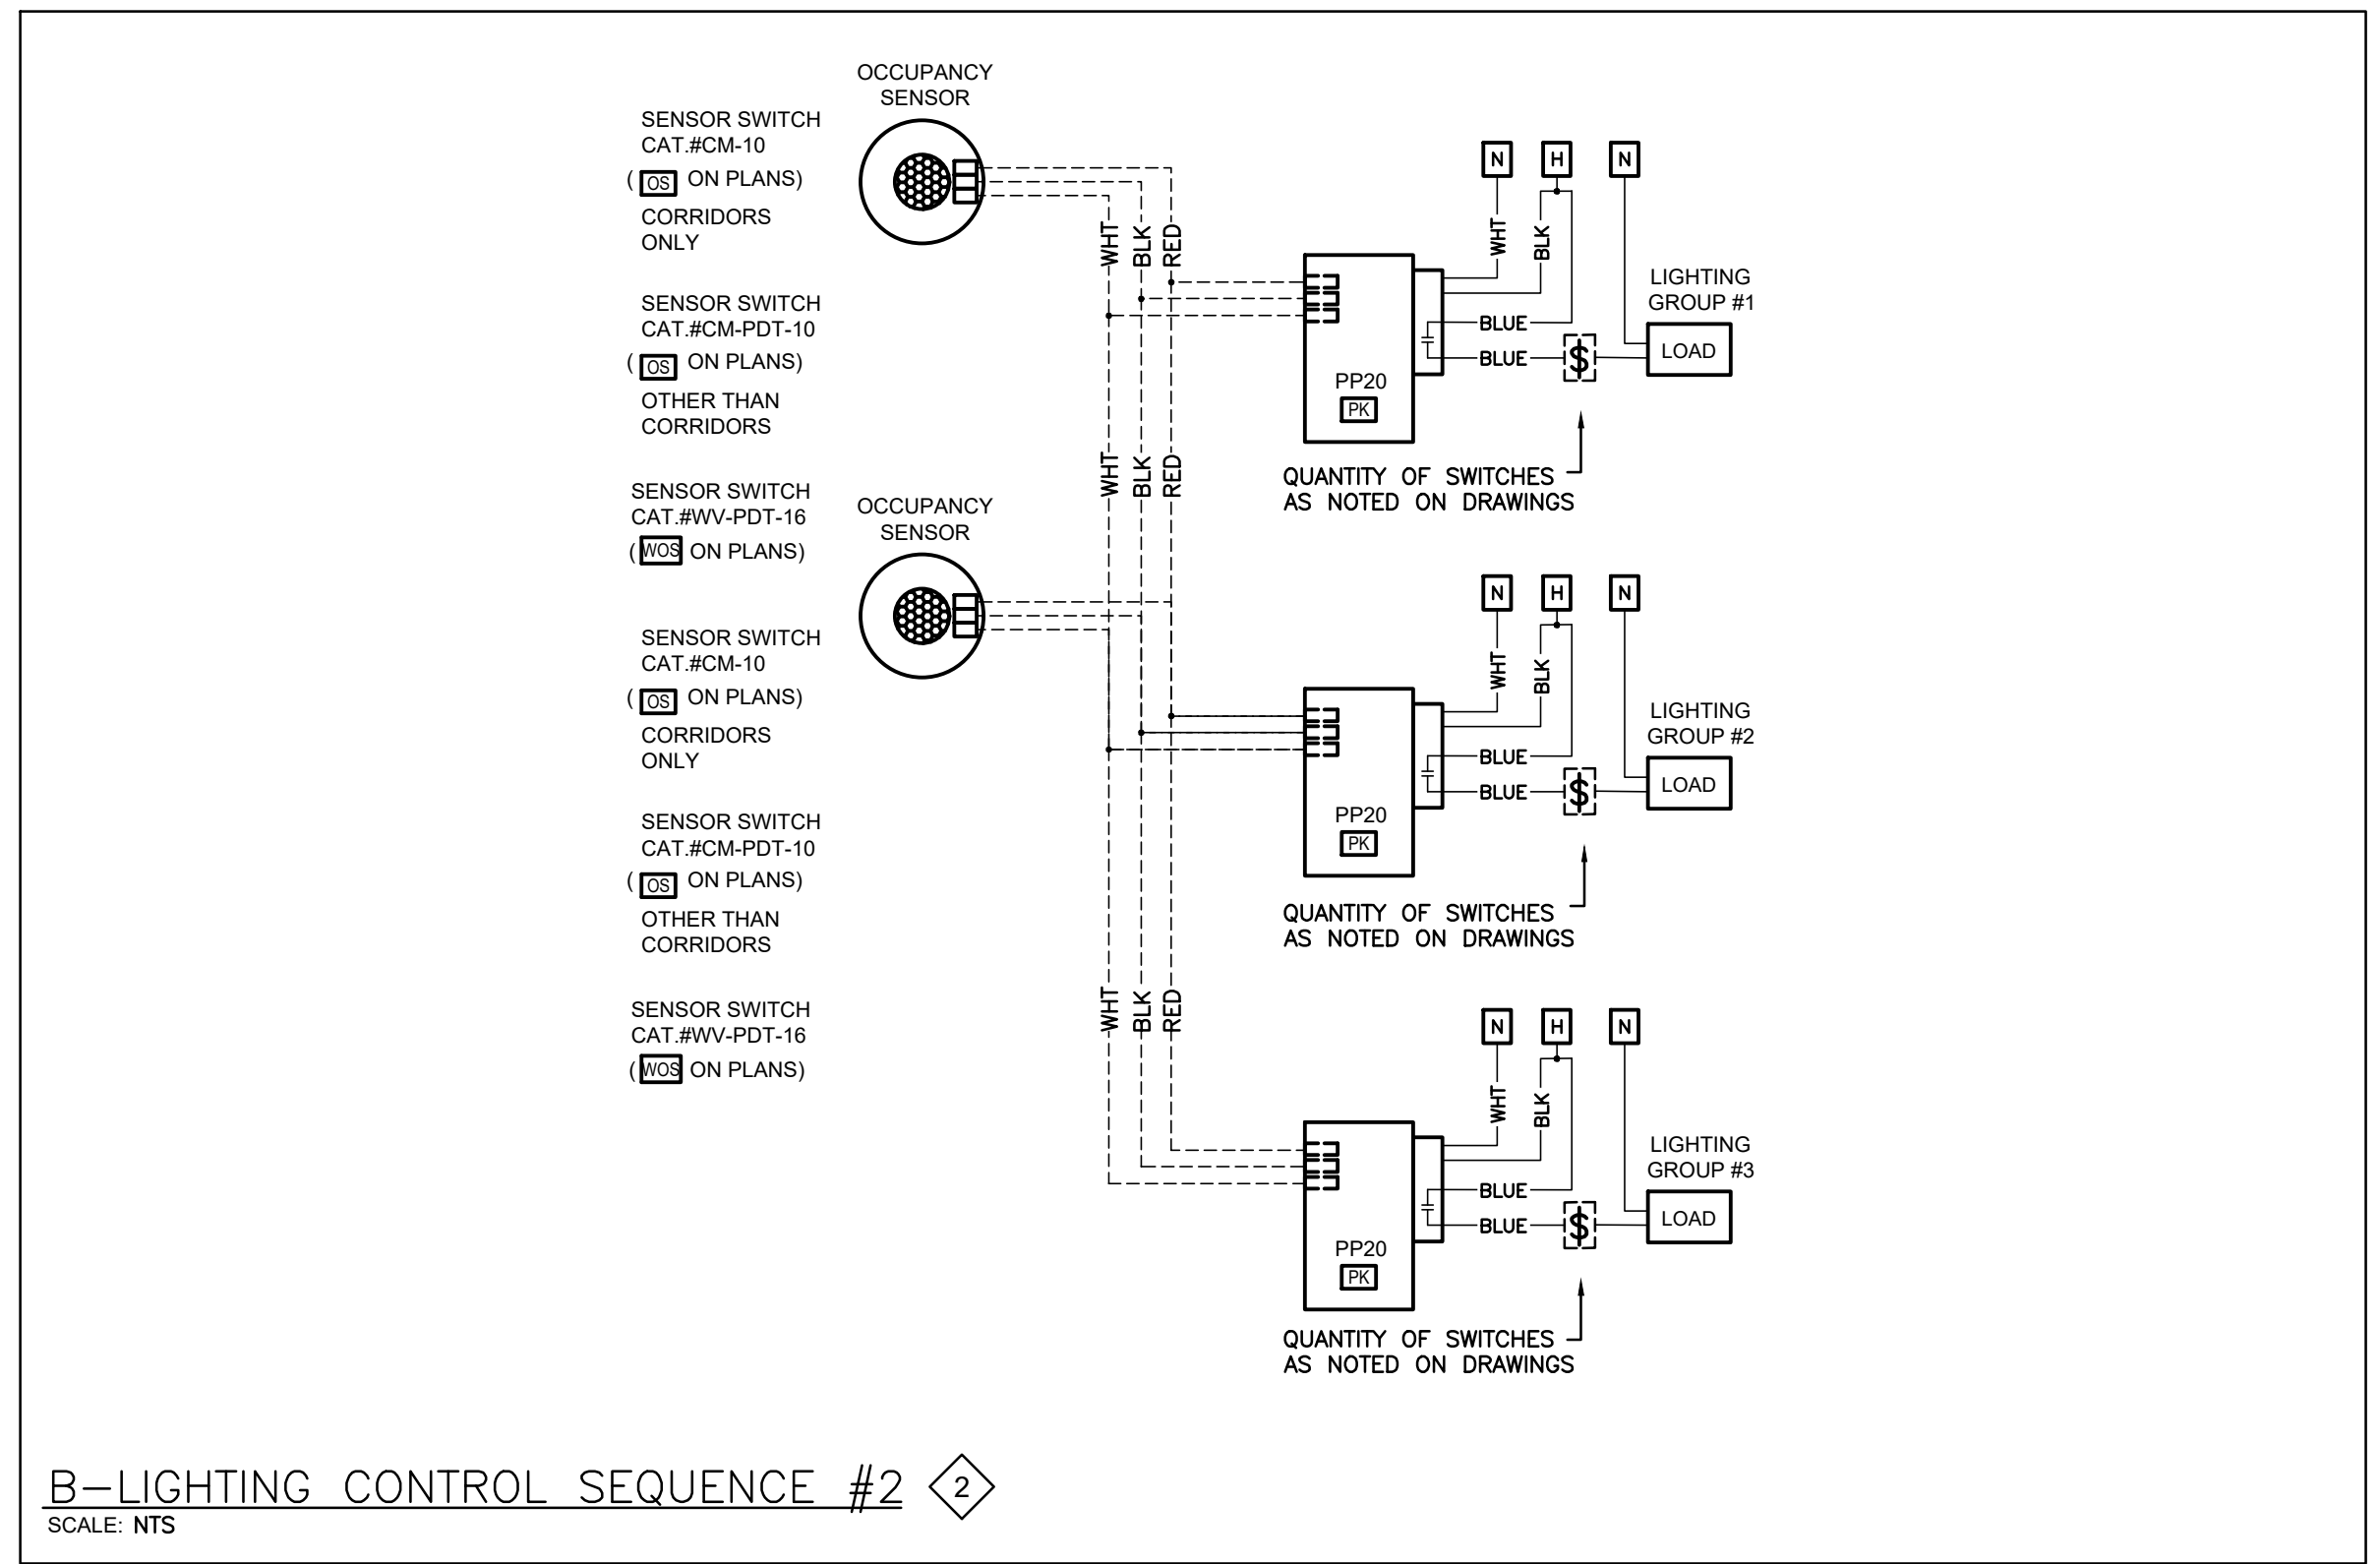 OCCUPANCY
SENSOR
SENSOR SWITCH
CAT.#CM-10
( OS ON PLANS)
CORRIDORS
ONLY
SENSOR SWITCH
CAT.#CM-PDT-10
( OS ON PLANS)
OTHER THAN
CORRIDORS
SENSOR SWITCH
CAT.#WV-PDT-16
( WOS ON PLANS)
OCCUPANCY
SENSOR
SENSOR SWITCH
CAT.#CM-10
( OS ON PLANS)
CORRIDORS
ONLY
SENSOR SWITCH
CAT.#CM-PDT-10
( OS ON PLANS)
OTHER THAN
CORRIDORS
SENSOR SWITCH
CAT.#WV-PDT-16
( WOS ON PLANS)
WHT BLK RED
WHT BLK RED
WHT BLK RED
N H N
WHT BLK
LIGHTING
GROUP #1
BLUE
BLUE $ LOAD
PP20
PK
QUANTITY OF SWITCHES
AS NOTED ON DRAWINGS
N H N
WHT BLK
LIGHTING
GROUP #2
BLUE
BLUE $ LOAD
PP20
PK
QUANTITY OF SWITCHES
AS NOTED ON DRAWINGS
N H N
WHT BLK
LIGHTING
GROUP #3
BLUE
BLUE $ LOAD
PP20
PK
QUANTITY OF SWITCHES
AS NOTED ON DRAWINGS
B-LIGHTING CONTROL SEQUENCE #2 2
SCALE: NTS